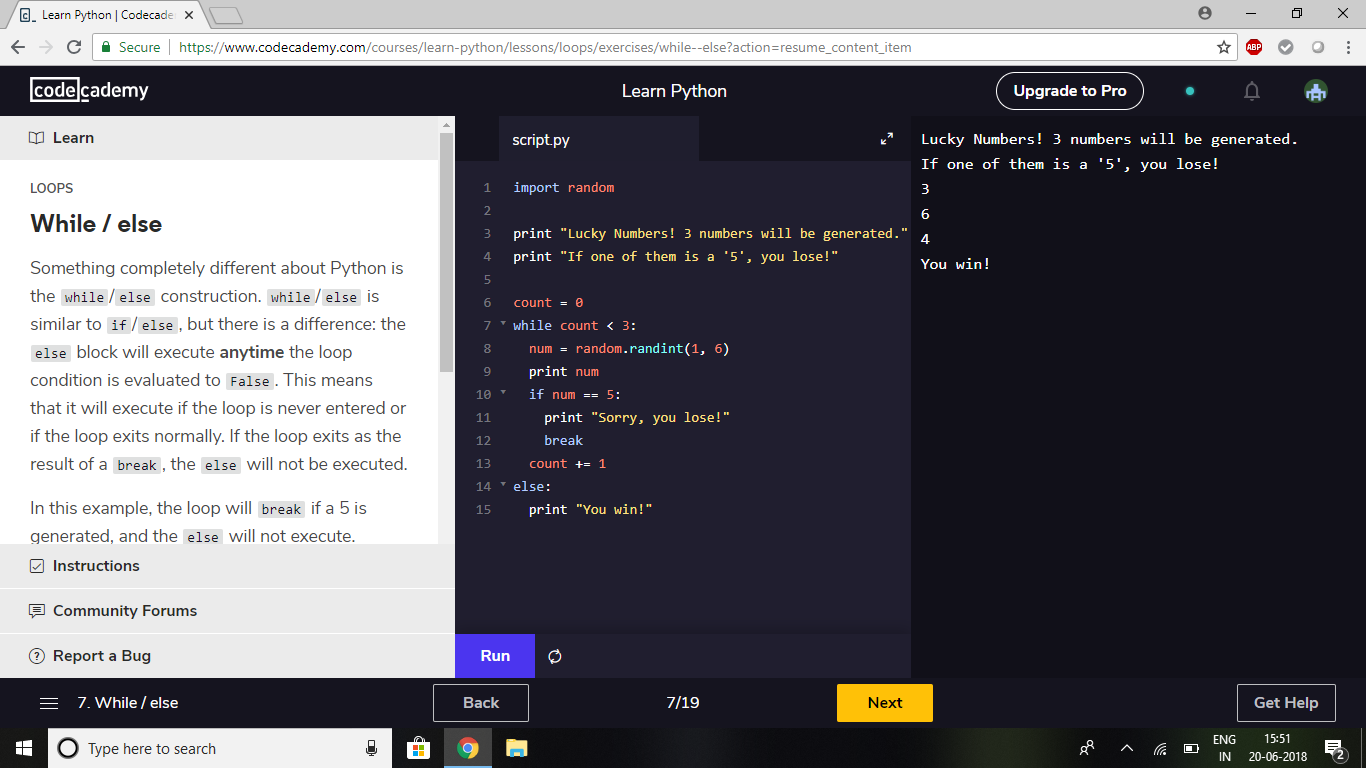 Learn Python | Codecade
Secure
https://www.codecademy.com/courses/learn-python/lessons/loops/exercises/while--else?action=resume_content_item
ABP
codecademy
Learn Python
Upgrade to Pro
Learn
LOOPS
While / else
Something completely different about Python is
the while/else construction. while/else is
similar to if/else, but there is a difference: the
else block will execute anytime the loop
condition is evaluated to False. This means
that it will execute if the loop is never entered or
if the loop exits normally. If the loop exits as the
result of a break, the else will not be executed.
In this example, the loop will break if a 5 is
generated, and the else will not execute.
Instructions
Community Forums
Report a Bug
script.py
1 import random
2
3 print "Lucky Numbers! 3 numbers will be generated."
4 print "If one of them is a '5', you lose!"
5
6 count = 0
7 while count < 3:
8   num = random.randint(1, 6)
9   print num
10   if num == 5:
11     print "Sorry, you lose!"
12     break
13   count += 1
14 else:
15   print "You win!"
Run
Lucky Numbers! 3 numbers will be generated.
If one of them is a '5', you lose!
3
6
4
You win!
7. While / else
Back
7/19
Next
Get Help
Type here to search
ENG
IN
15:51
20-06-2018
2